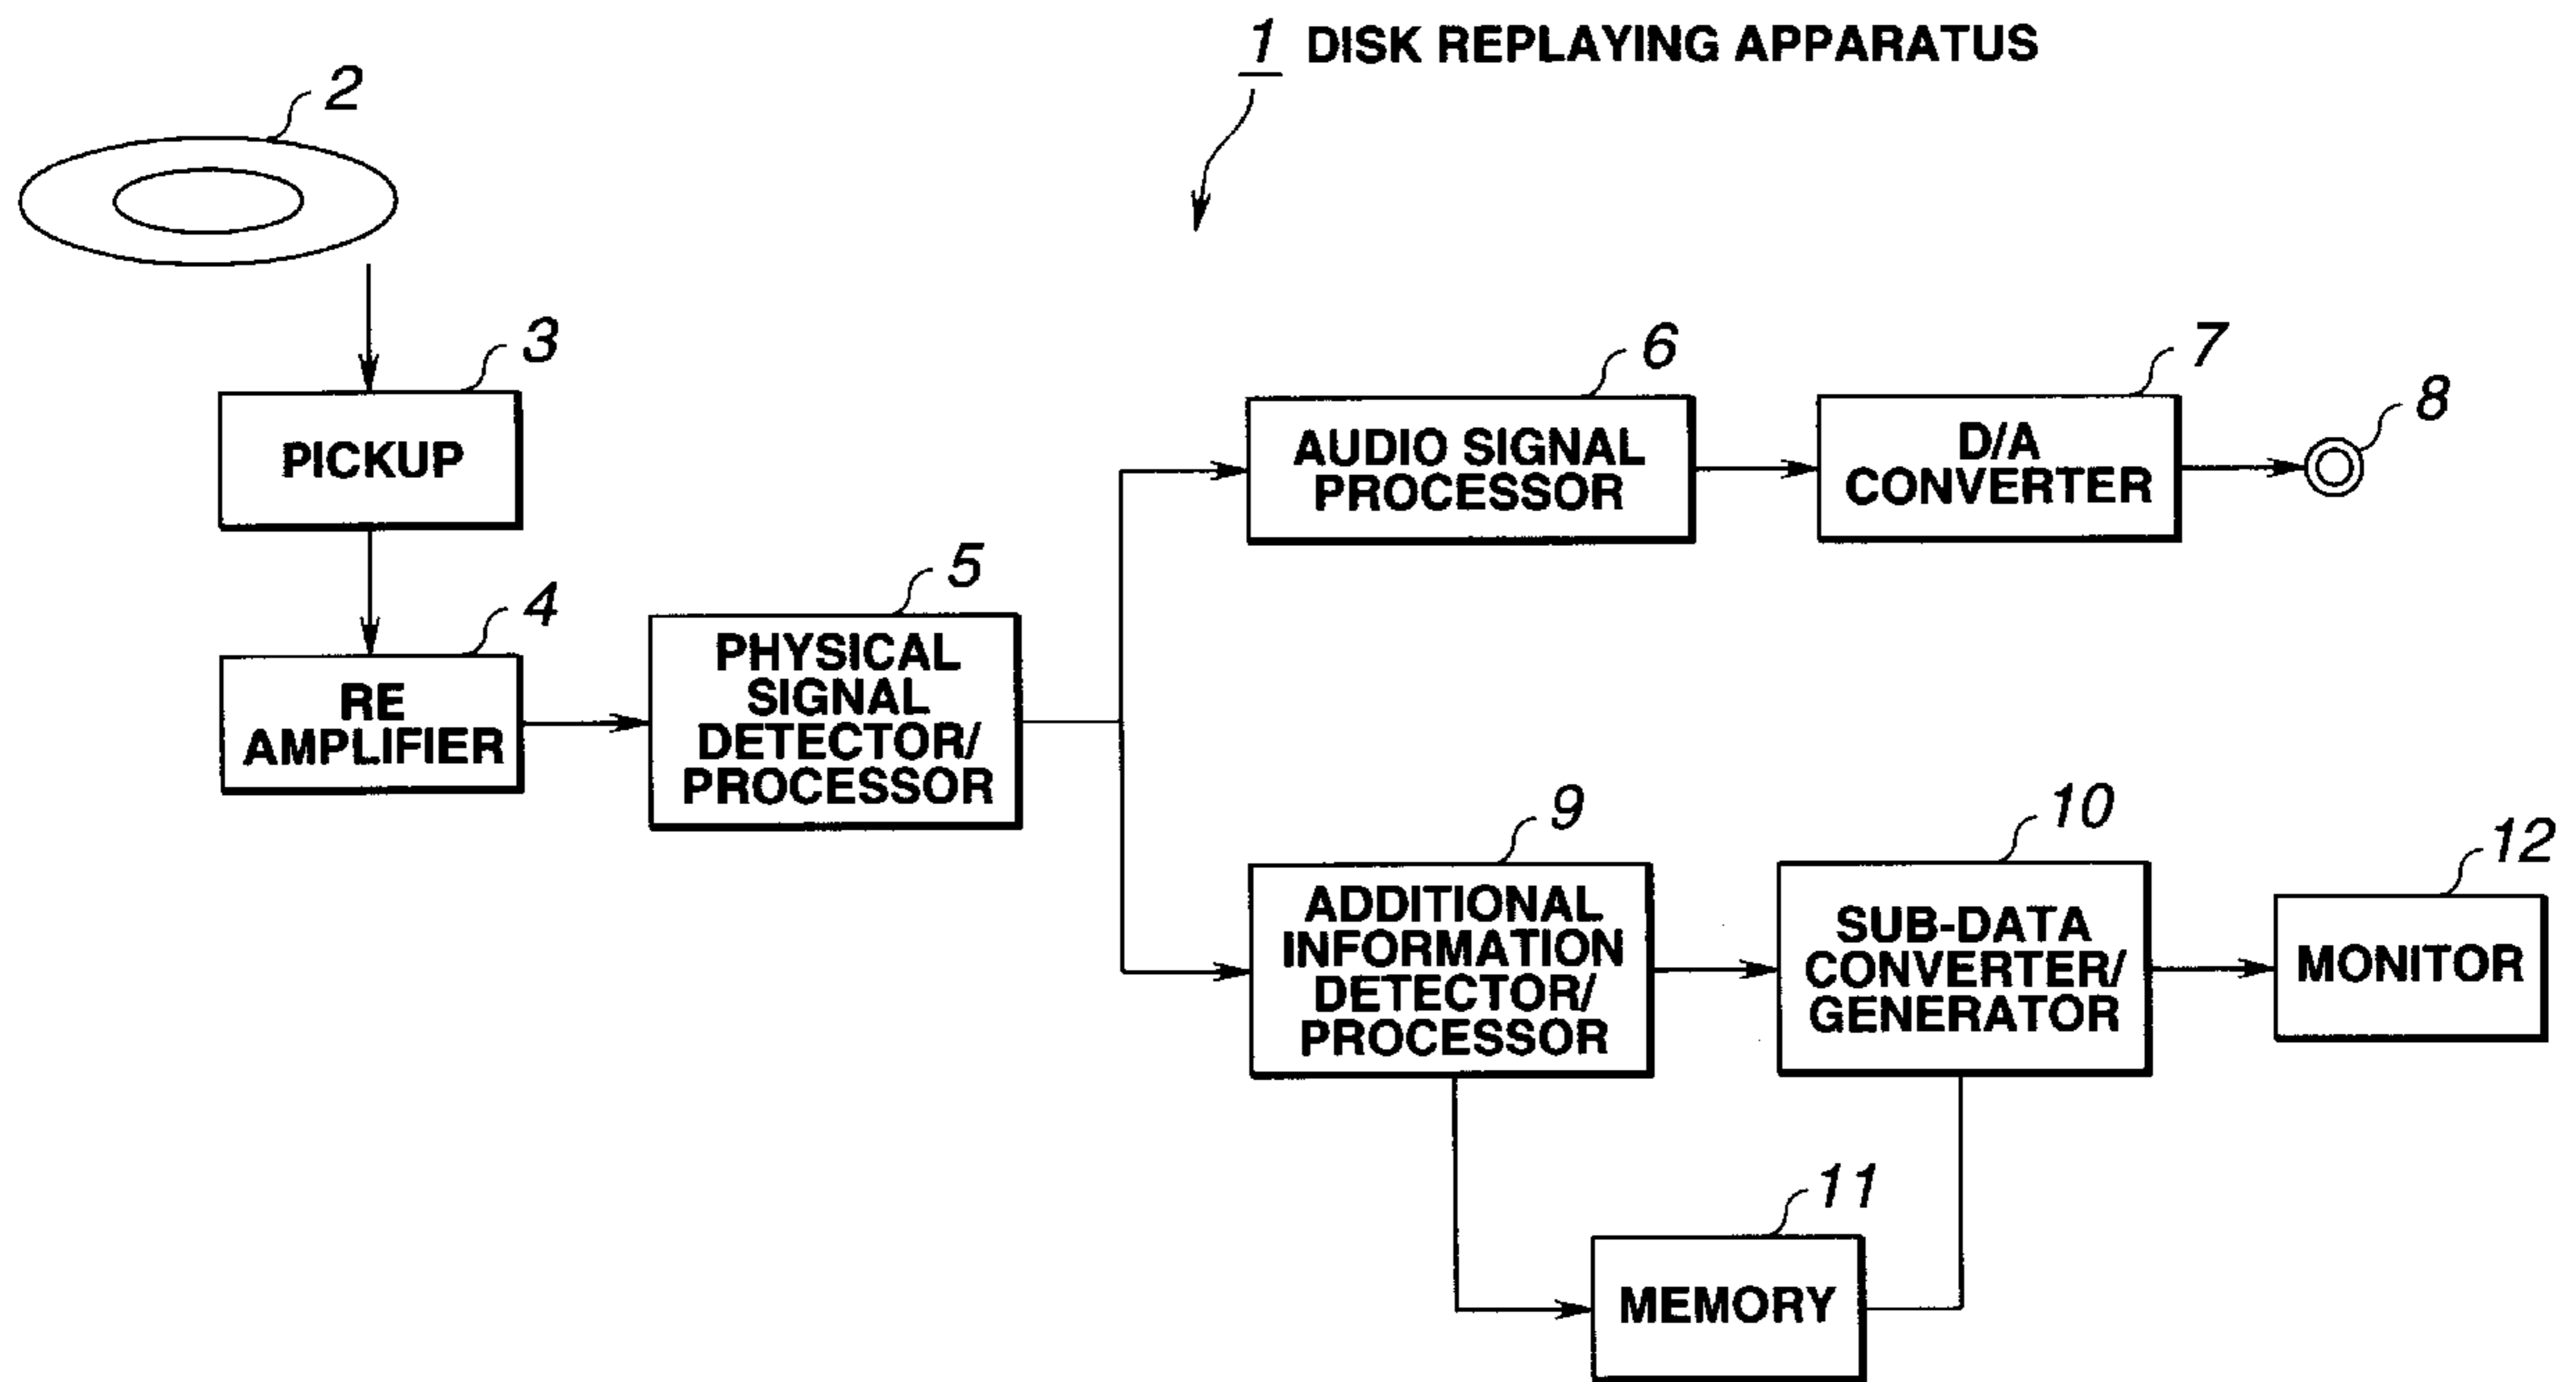 1 DISK REPLAYING APPARATUS
2
3
PICKUP
4
RE
AMPLIFIER
5
PHYSICAL
SIGNAL
DETECTOR/
PROCESSOR
6
AUDIO SIGNAL
PROCESSOR
7
D/A
CONVERTER
8
9
ADDITIONAL
INFORMATION
DETECTOR/
PROCESSOR
10
SUB-DATA
CONVERTER/
GENERATOR
12
MONITOR
11
MEMORY